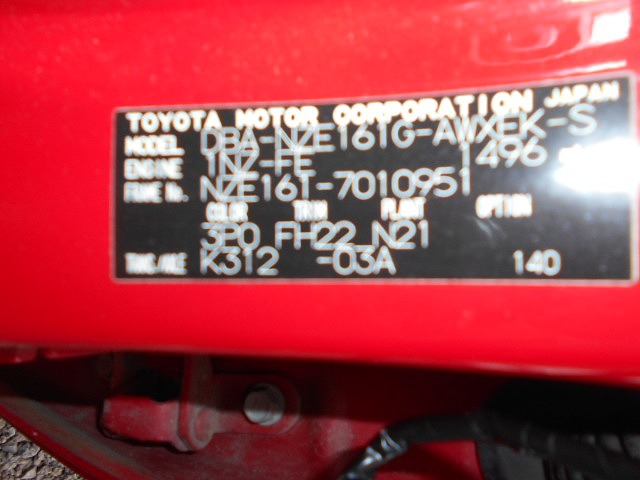 TOYOTA MOTOR CORPORATION JAPAN
MODEL DBA-NZE161G-AWXEK-S
ENGINE 1NZ-FE 1496
FRAME No. NZE161-7010951
COLOR TRIM PLANT OPTION
3P0 FH22 N21
TRANS/AXLE K312 -03A 140